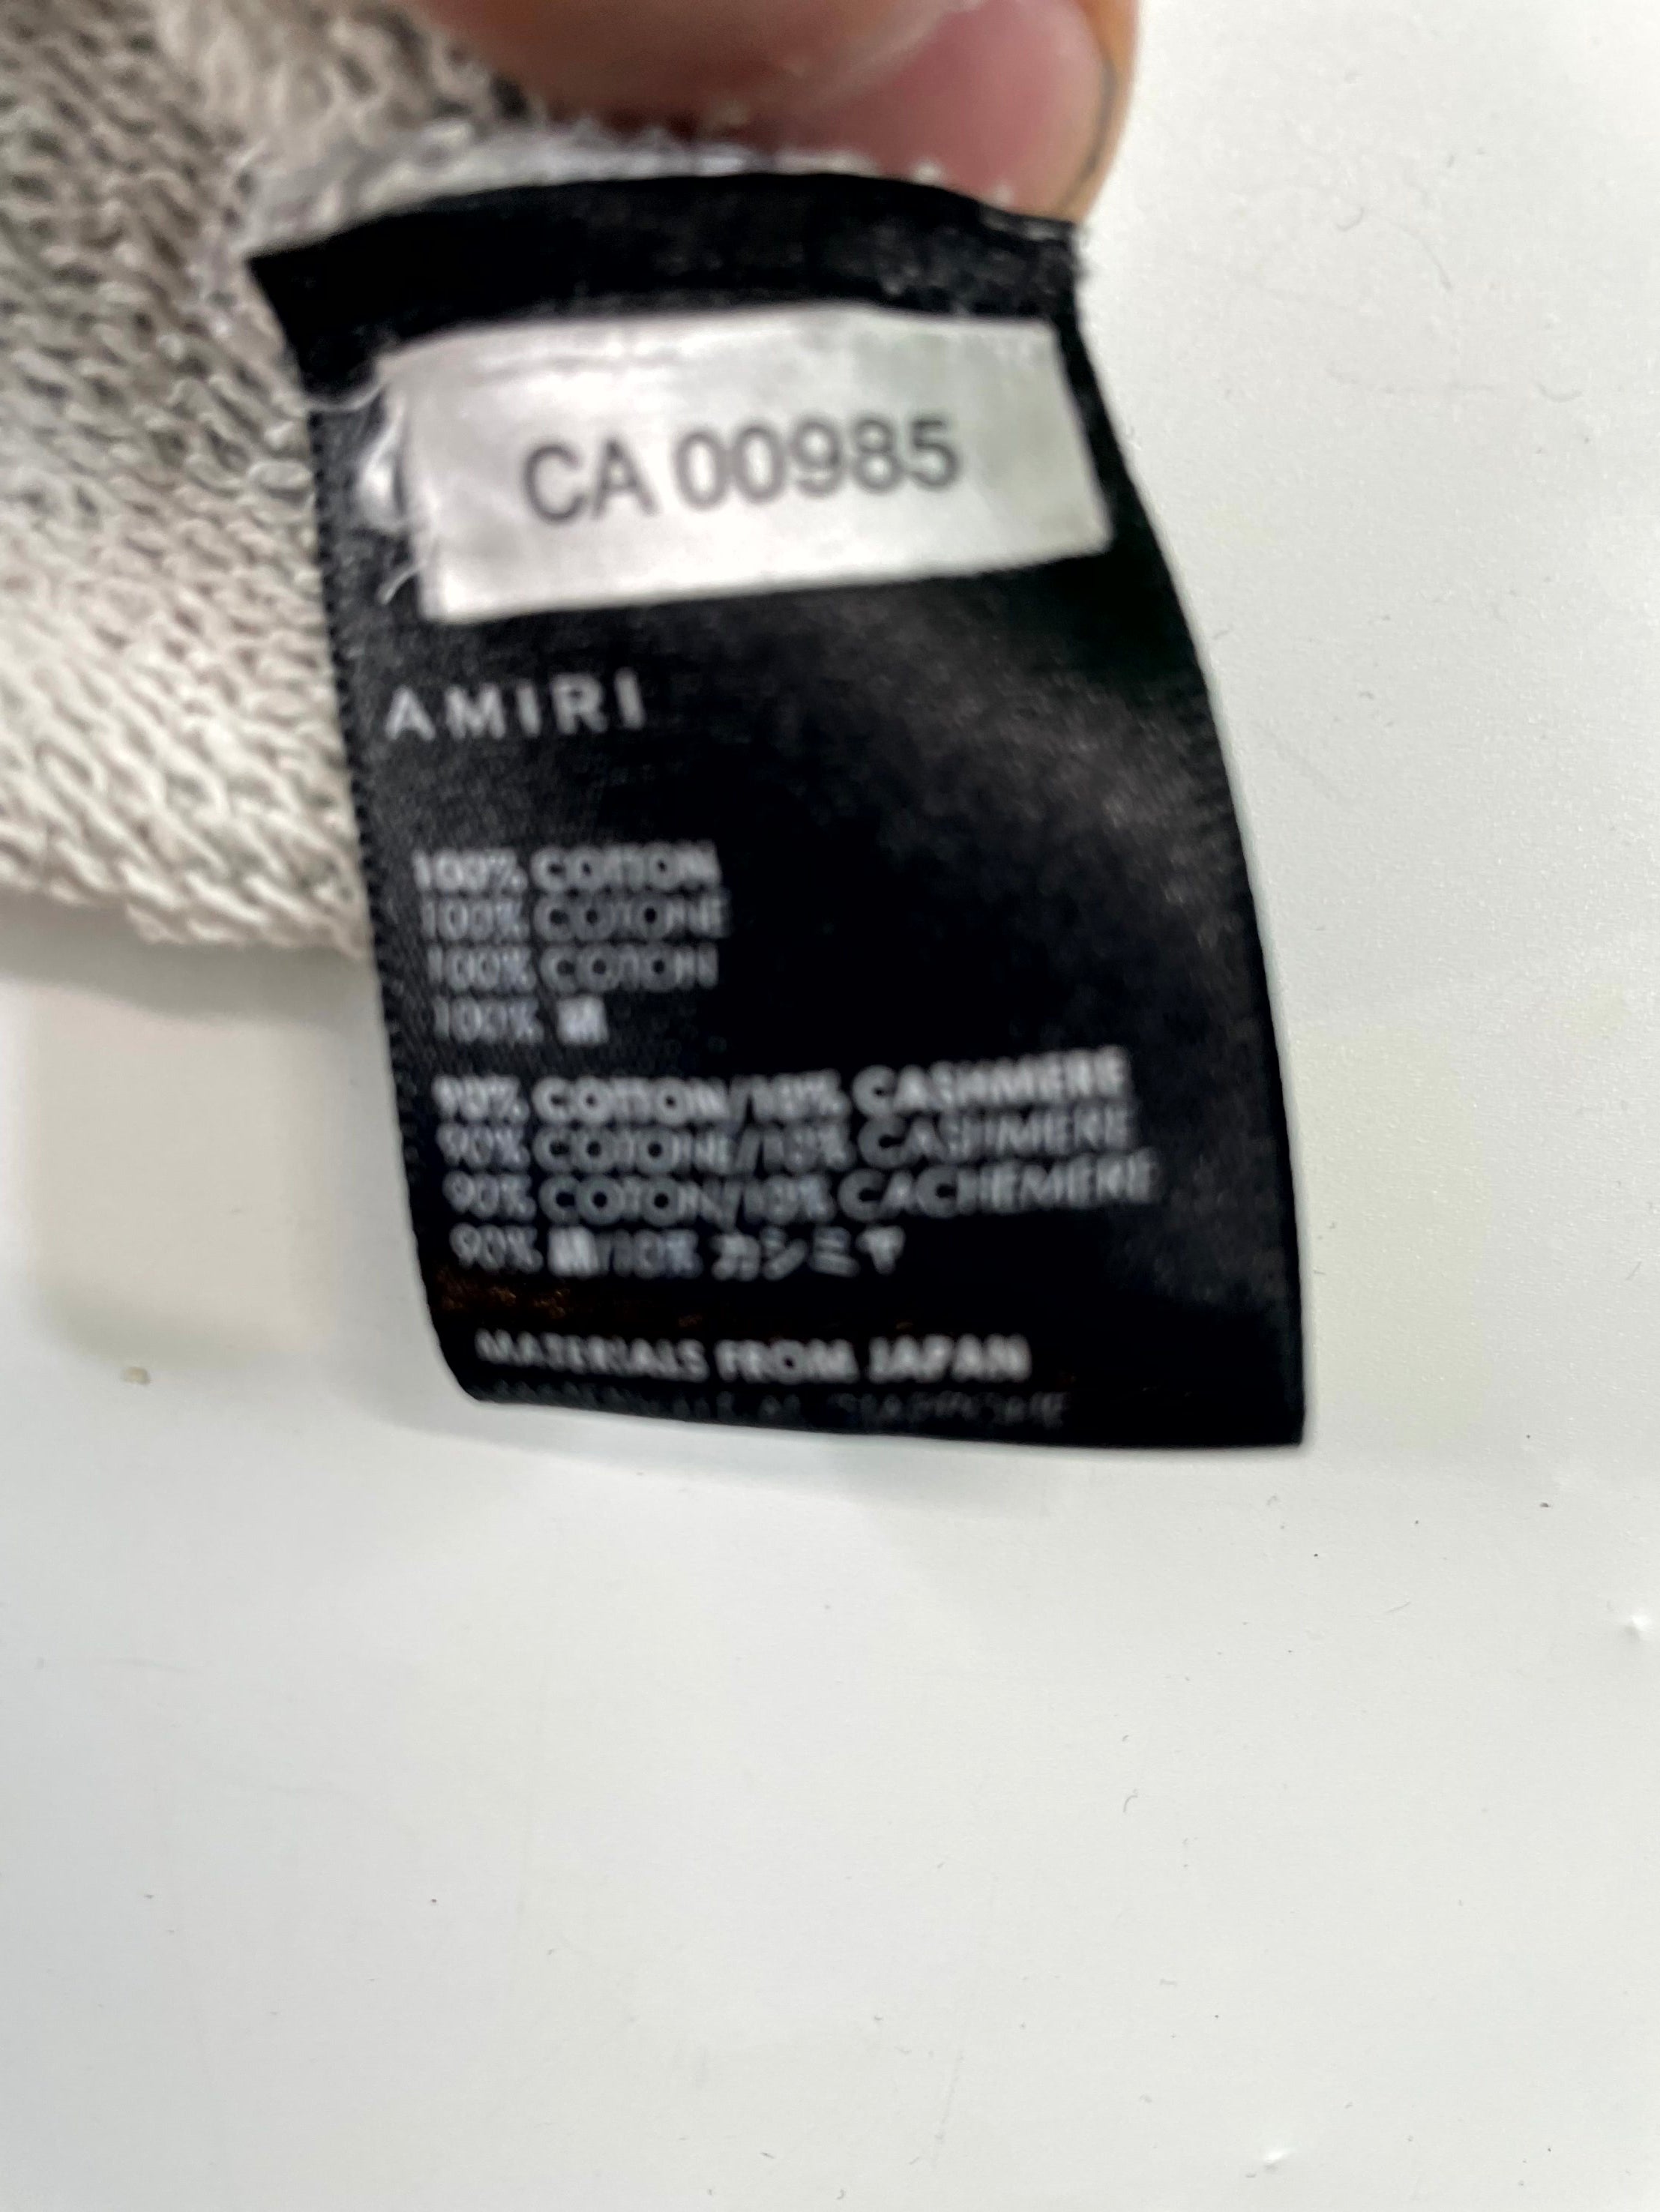 CA 00985
AMIRI
100% COTTON
100% COTONE
100% COTON
100% 綿
90% COTTON/10% CASHMERE
90% COTONE/10% CASHMERE
90% COTON/10% CACHEMERE
90% 綿/10% カシミヤ
MATERIALS FROM JAPAN